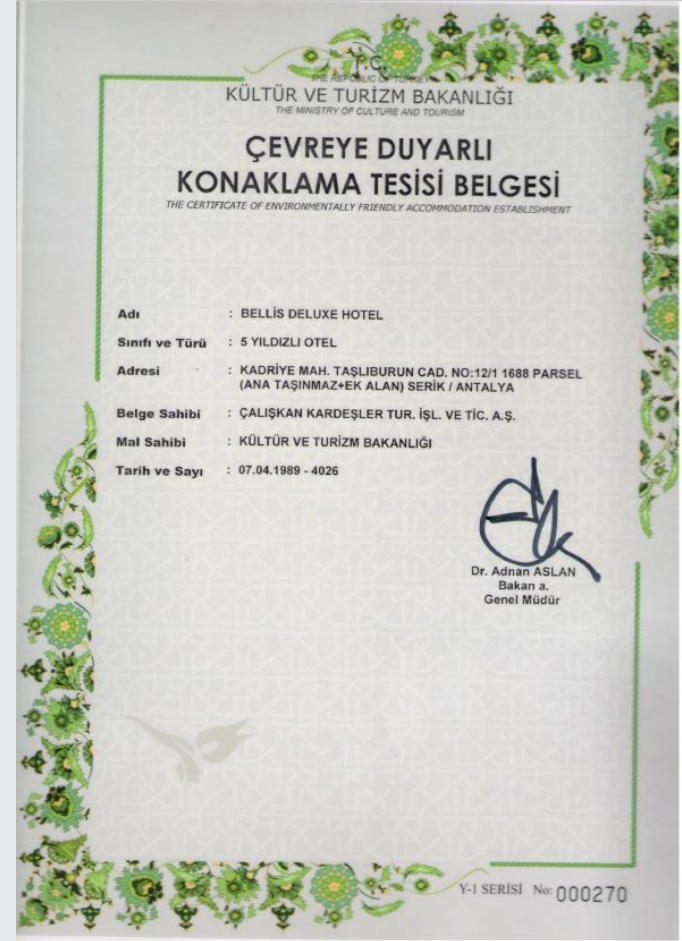 T.C.
THE REPUBLIC OF TURKEY
KÜLTÜR VE TURİZM BAKANLIĞI
THE MINISTRY OF CULTURE AND TOURISM
ÇEVREYE DUYARLI
KONAKLAMA TESİSİ BELGESİ
THE CERTIFICATE OF ENVIRONMENTALLY FRIENDLY ACCOMMODATION ESTABLISHMENT
Adı : BELLİS DELUXE HOTEL
Sınıfı ve Türü : 5 YILDIZLI OTEL
Adresi : KADRİYE MAH. TAŞLIBURUN CAD. NO:12/1 1688 PARSEL
(ANA TAŞINMAZ+EK ALAN) SERİK / ANTALYA
Belge Sahibi : ÇALIŞKAN KARDEŞLER TUR. İŞL. VE TİC. A.Ş.
Mal Sahibi : KÜLTÜR VE TURİZM BAKANLIĞI
Tarih ve Sayı : 07.04.1989 - 4026
Dr. Adnan ASLAN
Bakan a.
Genel Müdür
Y-1 SERİSİ No: 000270